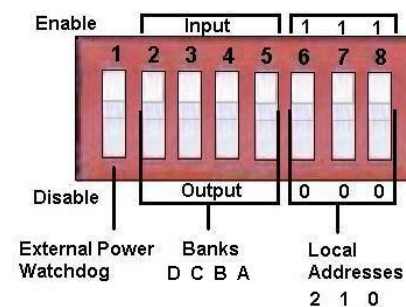 Enable Input 1 1 1
1 2 3 4 5 6 7 8
Disable Output 0 0 0
External Power Watchdog
Banks
D C B A
Local Addresses
2 1 0